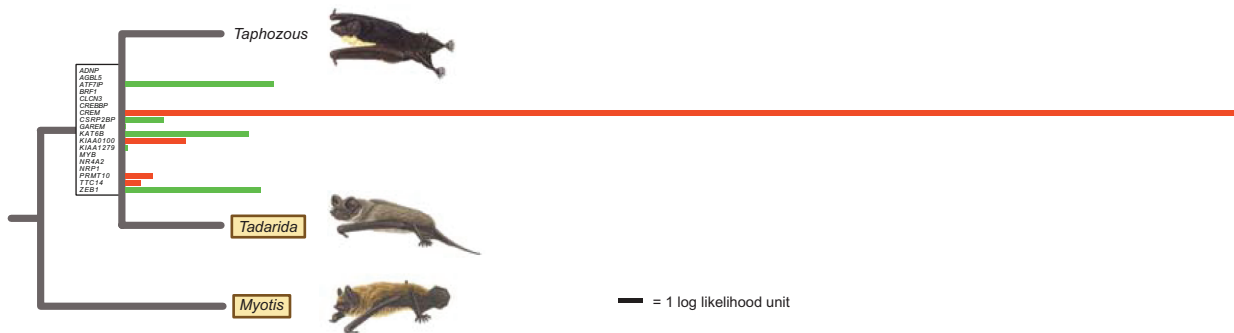 Taphozous
ADNP
AGBL5
ATF7IP
BRF1
CLCN3
CREBBP
CREM
CSRP2BP
GAREM
KAT6B
KIAA0100
KIAA1279
MYB
NR4A2
NRP1
PRMT10
TTC14
ZEB1
Tadarida
Myotis
= 1 log likelihood unit